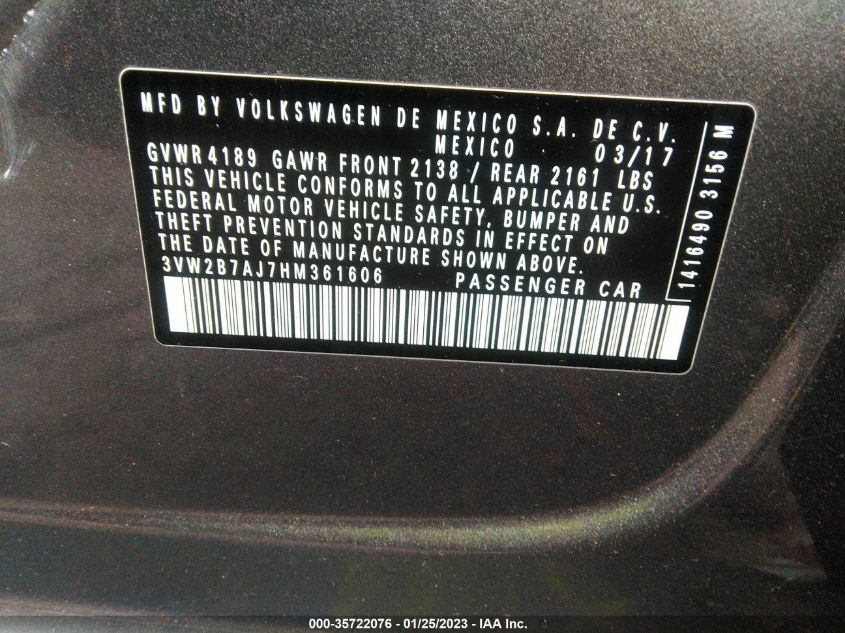 MFD BY VOLKSWAGEN DE MEXICO S.A. DE C.V.
MEXICO 03/17
GVWR 4189 GAWR FRONT 2138 / REAR 2161 LBS
THIS VEHICLE CONFORMS TO ALL APPLICABLE U.S.
FEDERAL MOTOR VEHICLE SAFETY, BUMPER AND
THEFT PREVENTION STANDARDS IN EFFECT ON
THE DATE OF MANUFACTURE SHOWN ABOVE.
3VW2B7AJ7HM361606 PASSENGER CAR
1416490 3156 M
000-35722076 - 01/25/2023 - IAA Inc.